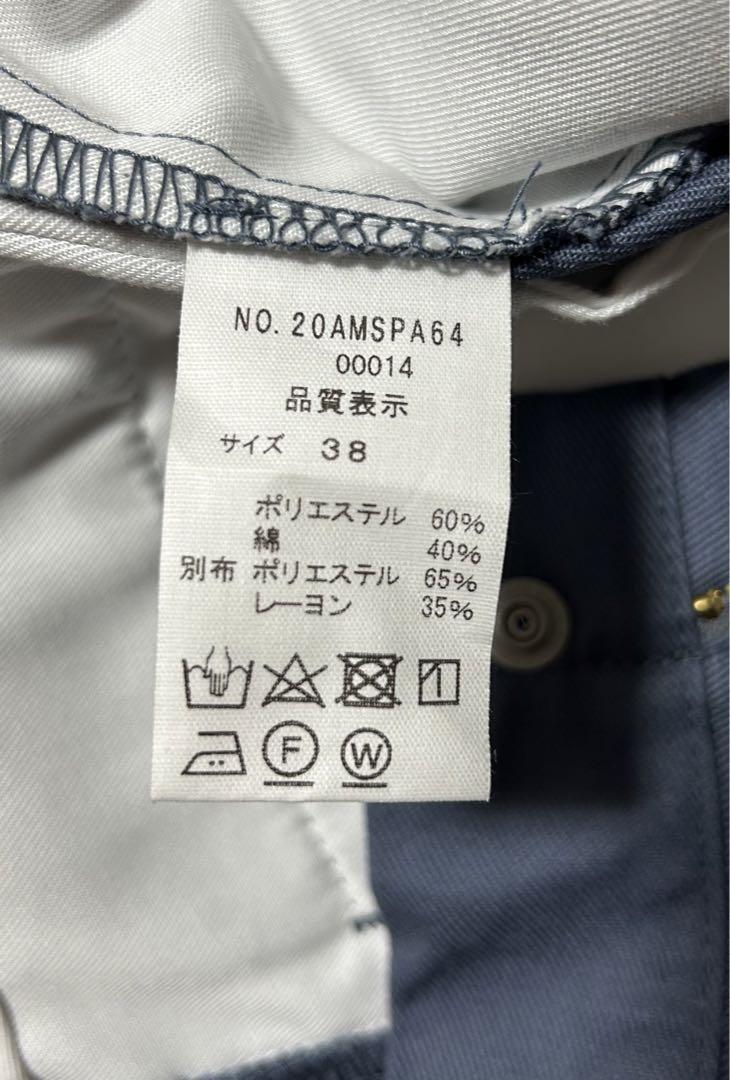 NO. 20AMSPA64
00014
品質表示
サイズ 38
ポリエステル 60%
綿 40%
別布 ポリエステル 65%
レーヨン 35%
F W